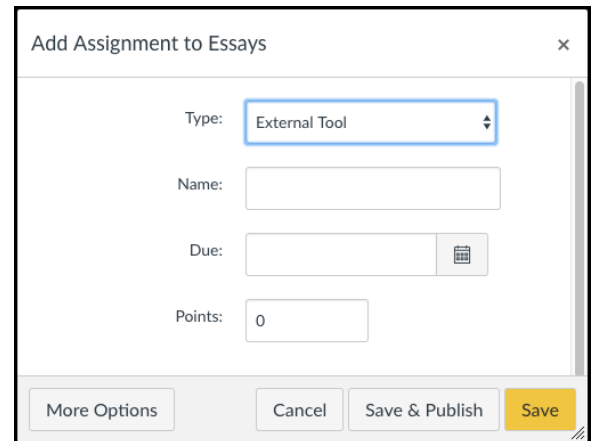 Add Assignment to Essays ×
Type: External Tool
Name:
Due:
Points: 0
More Options Cancel Save & Publish Save